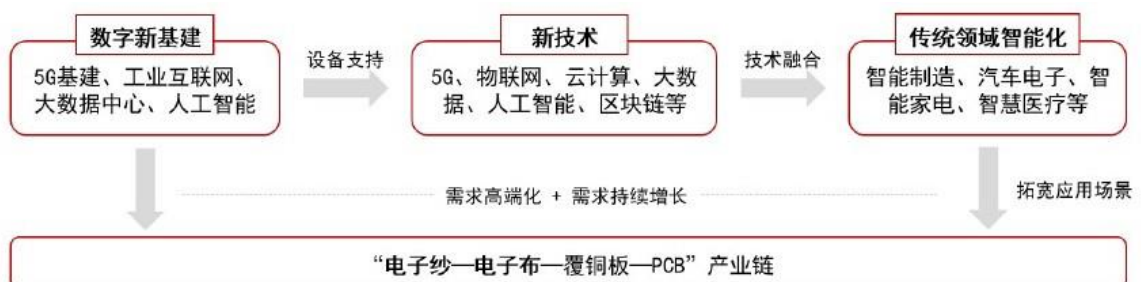 数字新基建
5G基建、工业互联网、
大数据中心、人工智能
设备支持
新技术
5G、物联网、云计算、大数
据、人工智能、区块链等
技术融合
传统领域智能化
智能制造、汽车电子、智
能家电、智慧医疗等
需求高端化 + 需求持续增长
拓宽应用场景
“电子纱—电子布—覆铜板—PCB”产业链